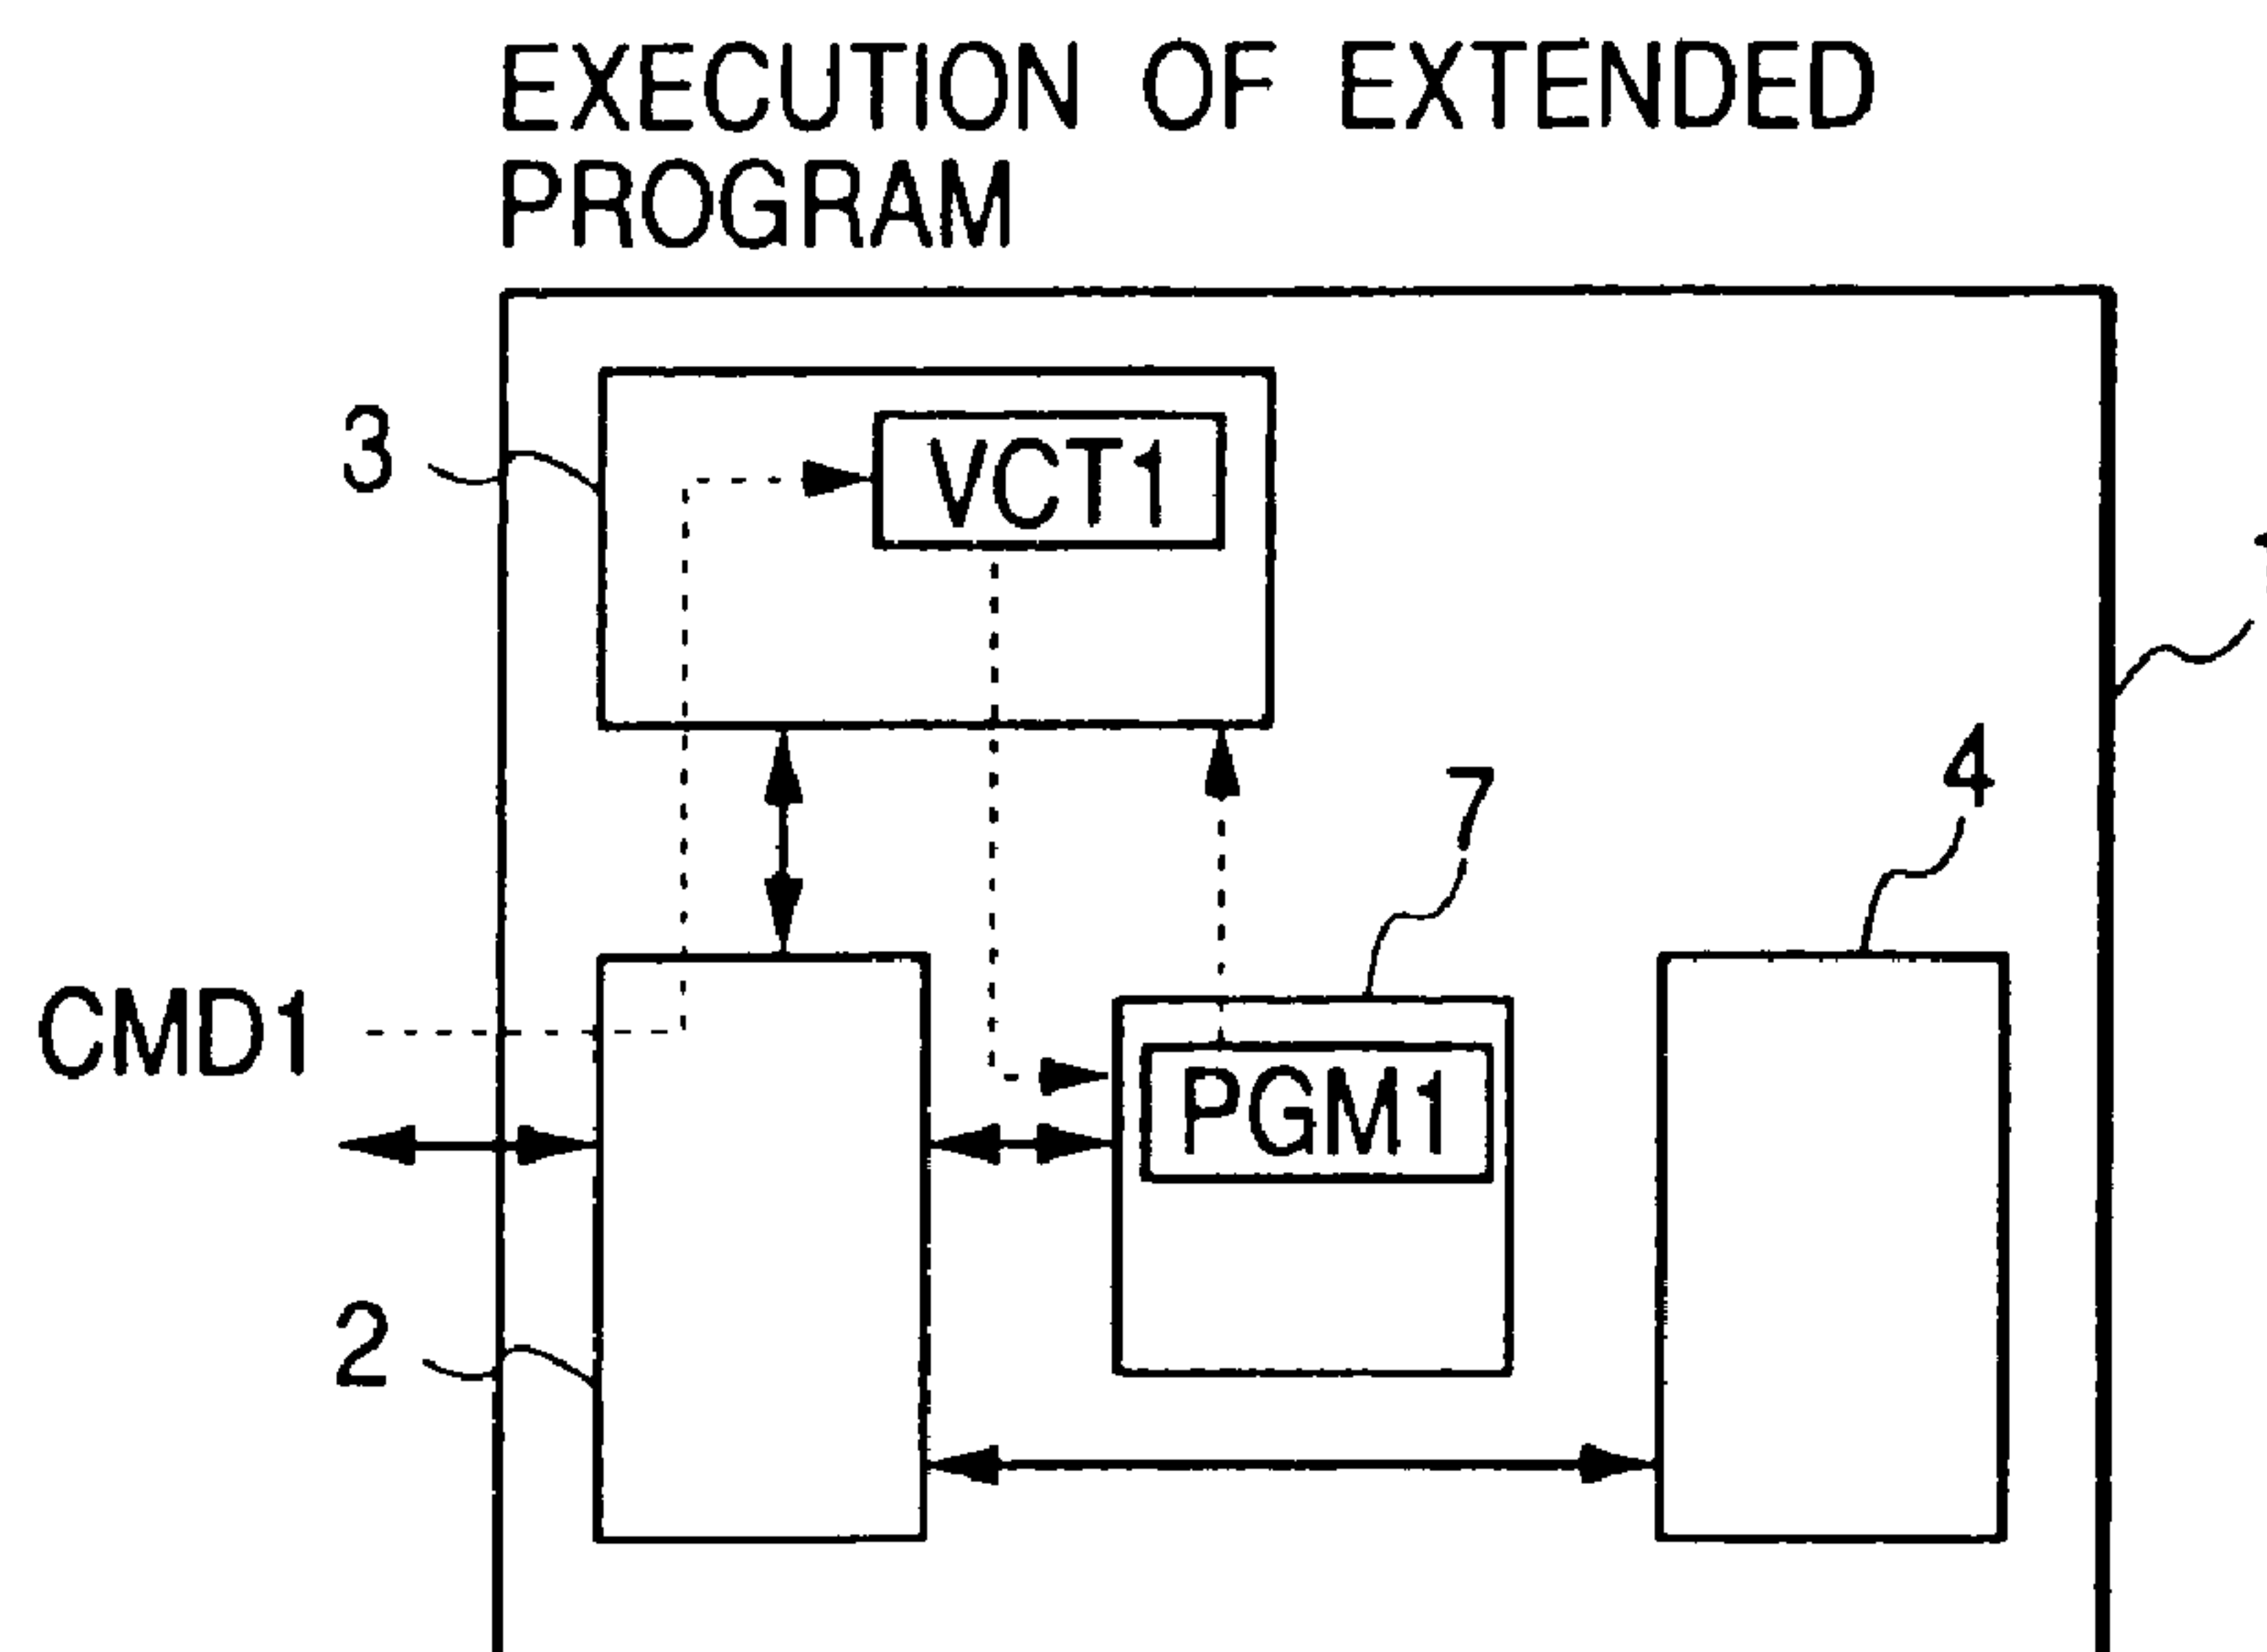 EXECUTION OF EXTENDED
PROGRAM
3
VCT1
7
4
CMD1
PGM1
2